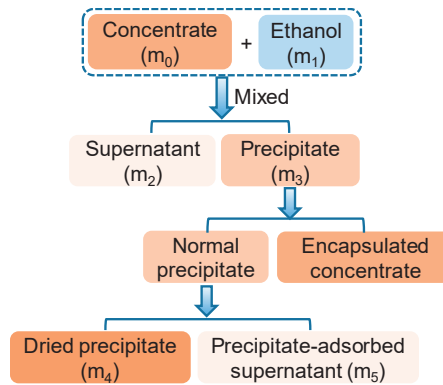 Concentrate
(m₀)
+
Ethanol
(m₁)
Mixed
Supernatant
(m₂)
Precipitate
(m₃)
Normal
precipitate
Encapsulated
concentrate
Dried precipitate
(m₄)
Precipitate-adsorbed
supernatant (m₅)